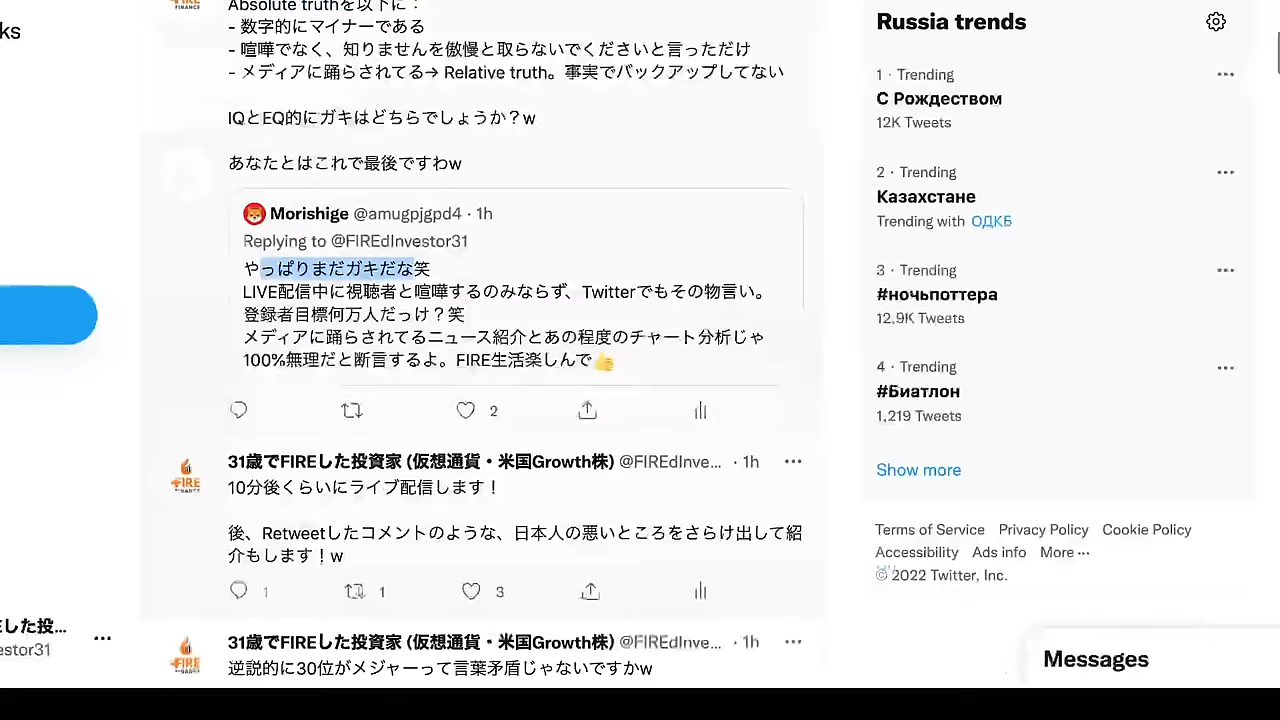 ks
した投...
estor31
FINANCE
Absolute truthを以下に：
- 数字的にマイナーである
- 喧嘩でなく、知りませんを傲慢と取らないでくださいと言っただけ
- メディアに踊らされてる→ Relative truth。事実でバックアップしてない
IQとEQ的にガキはどちらでしょうか？w
あなたとはこれで最後ですわw
Morishige @amugpjgpd4 · 1h
Replying to @FIREdInvestor31
やっぱりまだガキだな笑
LIVE配信中に視聴者と喧嘩するのみならず、Twitterでもその物言い。
登録者目標何万人だっけ？笑
メディアに踊らされてるニュース紹介とあの程度のチャート分析じゃ
100%無理だと断言するよ。FIRE生活楽しんで👍
2
FIRE
31歳でFIREした投資家 (仮想通貨・米国Growth株) @FIREdInve... · 1h
10分後くらいにライブ配信します！
後、Retweetしたコメントのような、日本人の悪いところをさらけ出して紹
介もします！w
1 1 3
FIRE
31歳でFIREした投資家 (仮想通貨・米国Growth株) @FIREdInve... · 1h
逆説的に30位がメジャーって言葉矛盾じゃないですかw
Russia trends
1 · Trending
С Рождеством
12K Tweets
2 · Trending
Казахстане
Trending with ОДКБ
3 · Trending
#ночьпоттера
12.9K Tweets
4 · Trending
#Биатлон
1,219 Tweets
Show more
Terms of Service Privacy Policy Cookie Policy
Accessibility Ads info More ···
© 2022 Twitter, Inc.
Messages